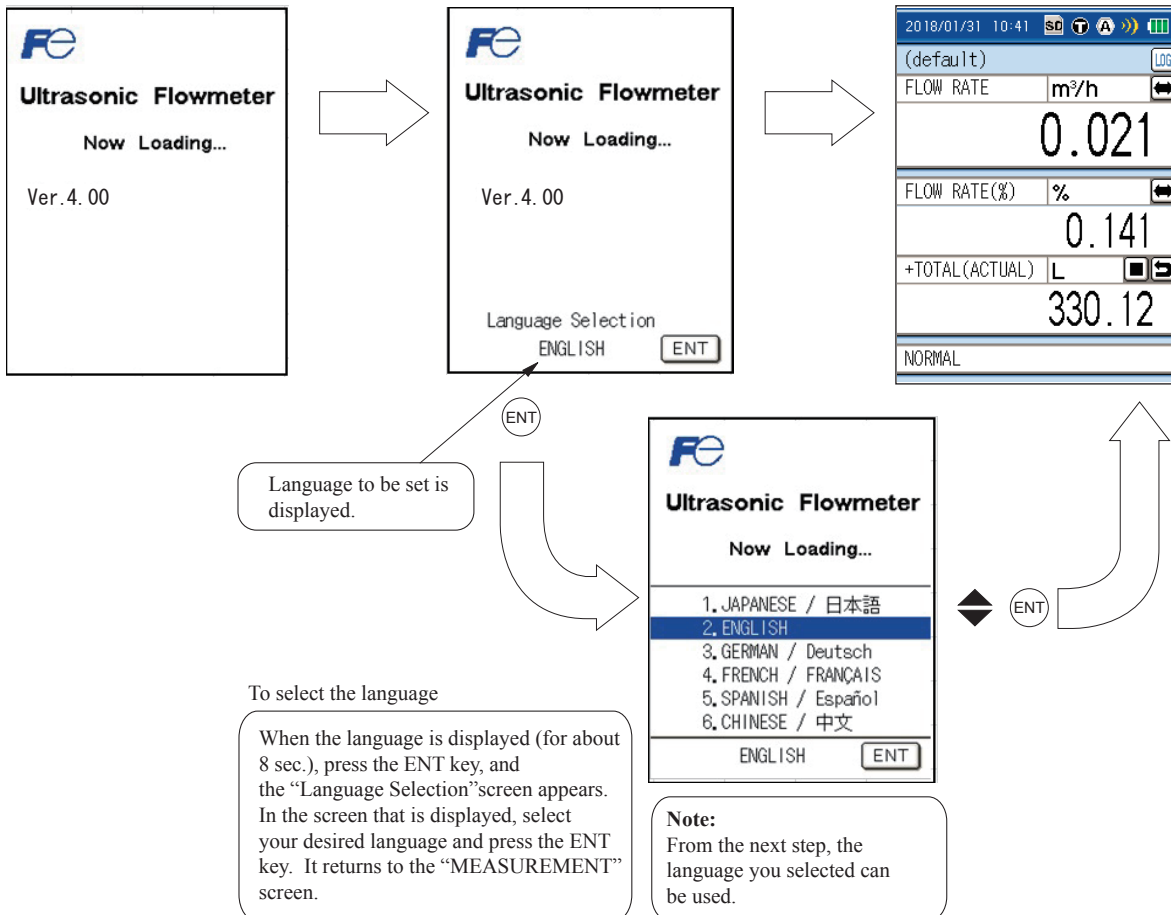 Fe
Ultrasonic Flowmeter
Now Loading...
Ver.4.00
Fe
Ultrasonic Flowmeter
Now Loading...
Ver.4.00
Language Selection
ENGLISH ENT
2018/01/31 10:41 SD T A
(default) LOG
FLOW RATE m³/h
0.021
FLOW RATE(%) %
0.141
+TOTAL(ACTUAL) L
330.12
NORMAL
ENT
Language to be set is
displayed.
Fe
Ultrasonic Flowmeter
Now Loading...
1.JAPANESE / 日本語
2.ENGLISH
3.GERMAN / Deutsch
4.FRENCH / FRANÇAIS
5.SPANISH / Español
6.CHINESE / 中文
ENGLISH ENT
ENT
To select the language
When the language is displayed (for about
8 sec.), press the ENT key, and
the “Language Selection”screen appears.
In the screen that is displayed, select
your desired language and press the ENT
key. It returns to the “MEASUREMENT”
screen.
Note:
From the next step, the
language you selected can
be used.